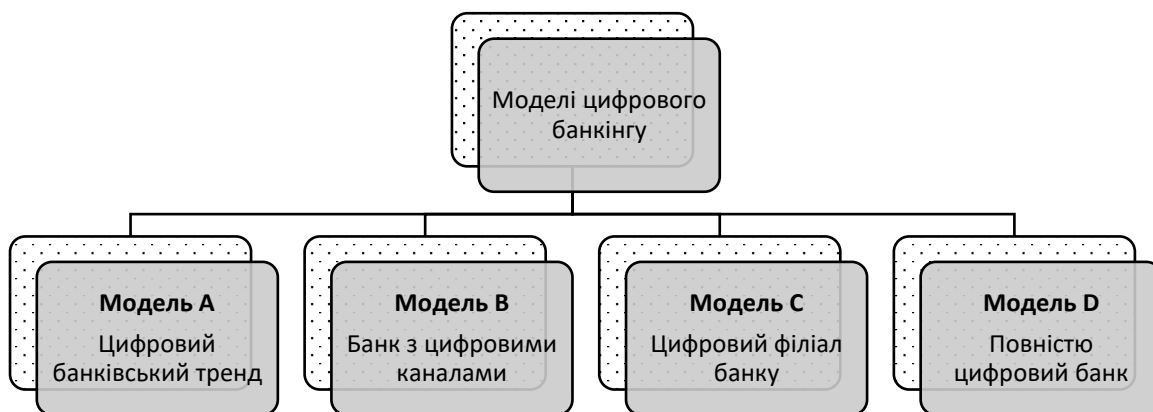 Моделі цифрового
банкінгу
Модель A
Цифровий
банківський тренд
Модель B
Банк з цифровими
каналами
Модель C
Цифровий філіал
банку
Модель D
Повністю
цифровий банк